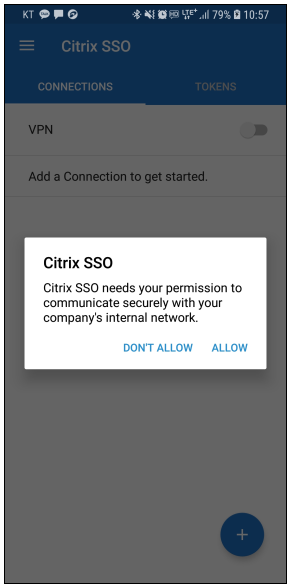 KT 79% 10:57
Citrix SSO
CONNECTIONS TOKENS
VPN
Add a Connection to get started.
Citrix SSO
Citrix SSO needs your permission to
communicate securely with your
company's internal network.
DON'T ALLOW ALLOW
+